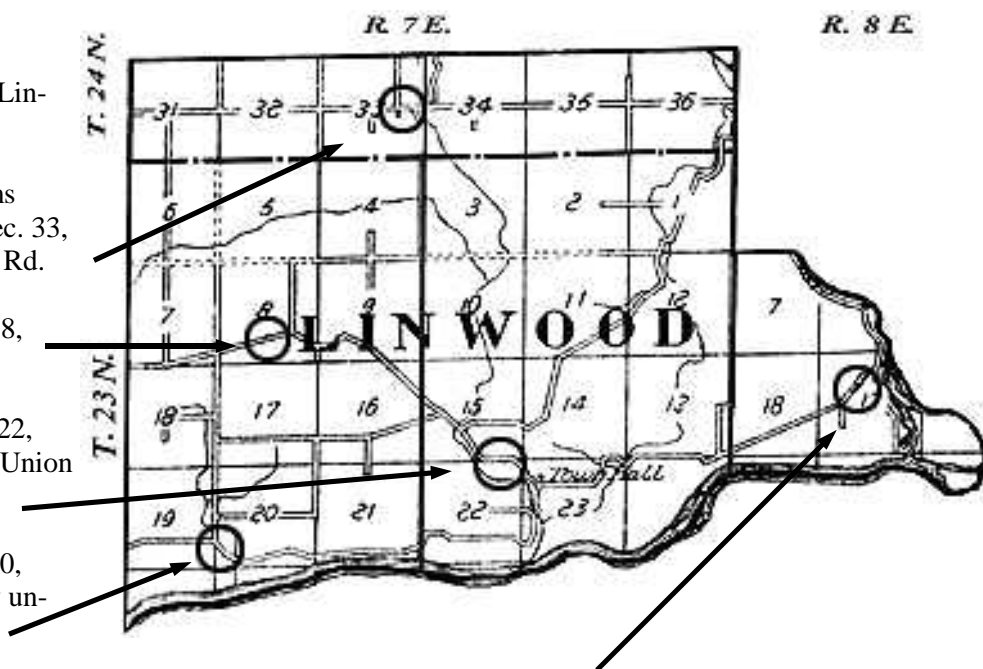 R. 7 E.
R. 8 E.
T. 24 N.
Lin-
31 32 33 34 35 36
ec. 33,
Rd.
6 5 4 3 2 1
7 8 9 10 11 12 7
8,
LINWOOD
T. 23 N.
18 17 16 15 14 13 18
22,
Union
Town Hall
19 20 21 22 23
0,
un-